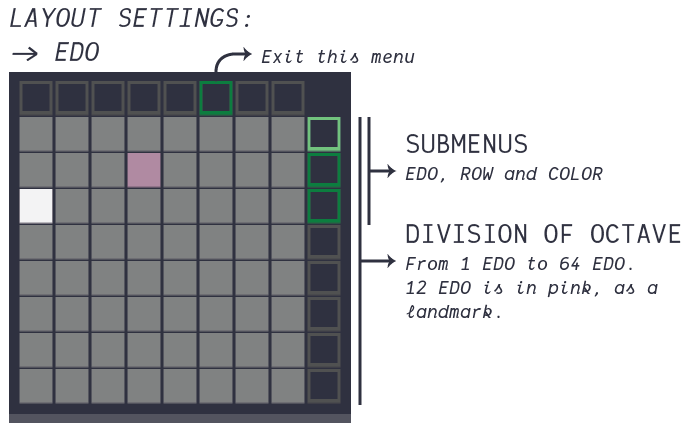 LAYOUT SETTINGS:
→ EDO
Exit this menu
SUBMENUS
EDO, ROW and COLOR
DIVISION OF OCTAVE
From 1 EDO to 64 EDO.
12 EDO is in pink, as a
landmark.